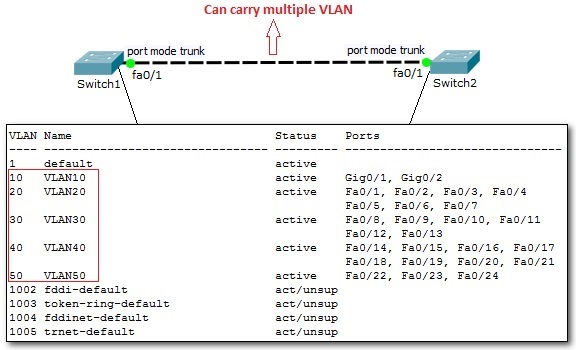 Can carry multiple VLAN
port mode trunk port mode trunk
fa0/1 fa0/1
Switch1 Switch2
VLAN Name Status Ports
---- -------------------------------- --------- -------------------------------
1 default active
10 VLAN10 active Gig0/1, Gig0/2
20 VLAN20 active Fa0/1, Fa0/2, Fa0/3, Fa0/4
Fa0/5, Fa0/6, Fa0/7
30 VLAN30 active Fa0/8, Fa0/9, Fa0/10, Fa0/11
Fa0/12, Fa0/13
40 VLAN40 active Fa0/14, Fa0/15, Fa0/16, Fa0/17
Fa0/18, Fa0/19, Fa0/20, Fa0/21
50 VLAN50 active Fa0/22, Fa0/23, Fa0/24
1002 fddi-default act/unsup
1003 token-ring-default act/unsup
1004 fddinet-default act/unsup
1005 trnet-default act/unsup